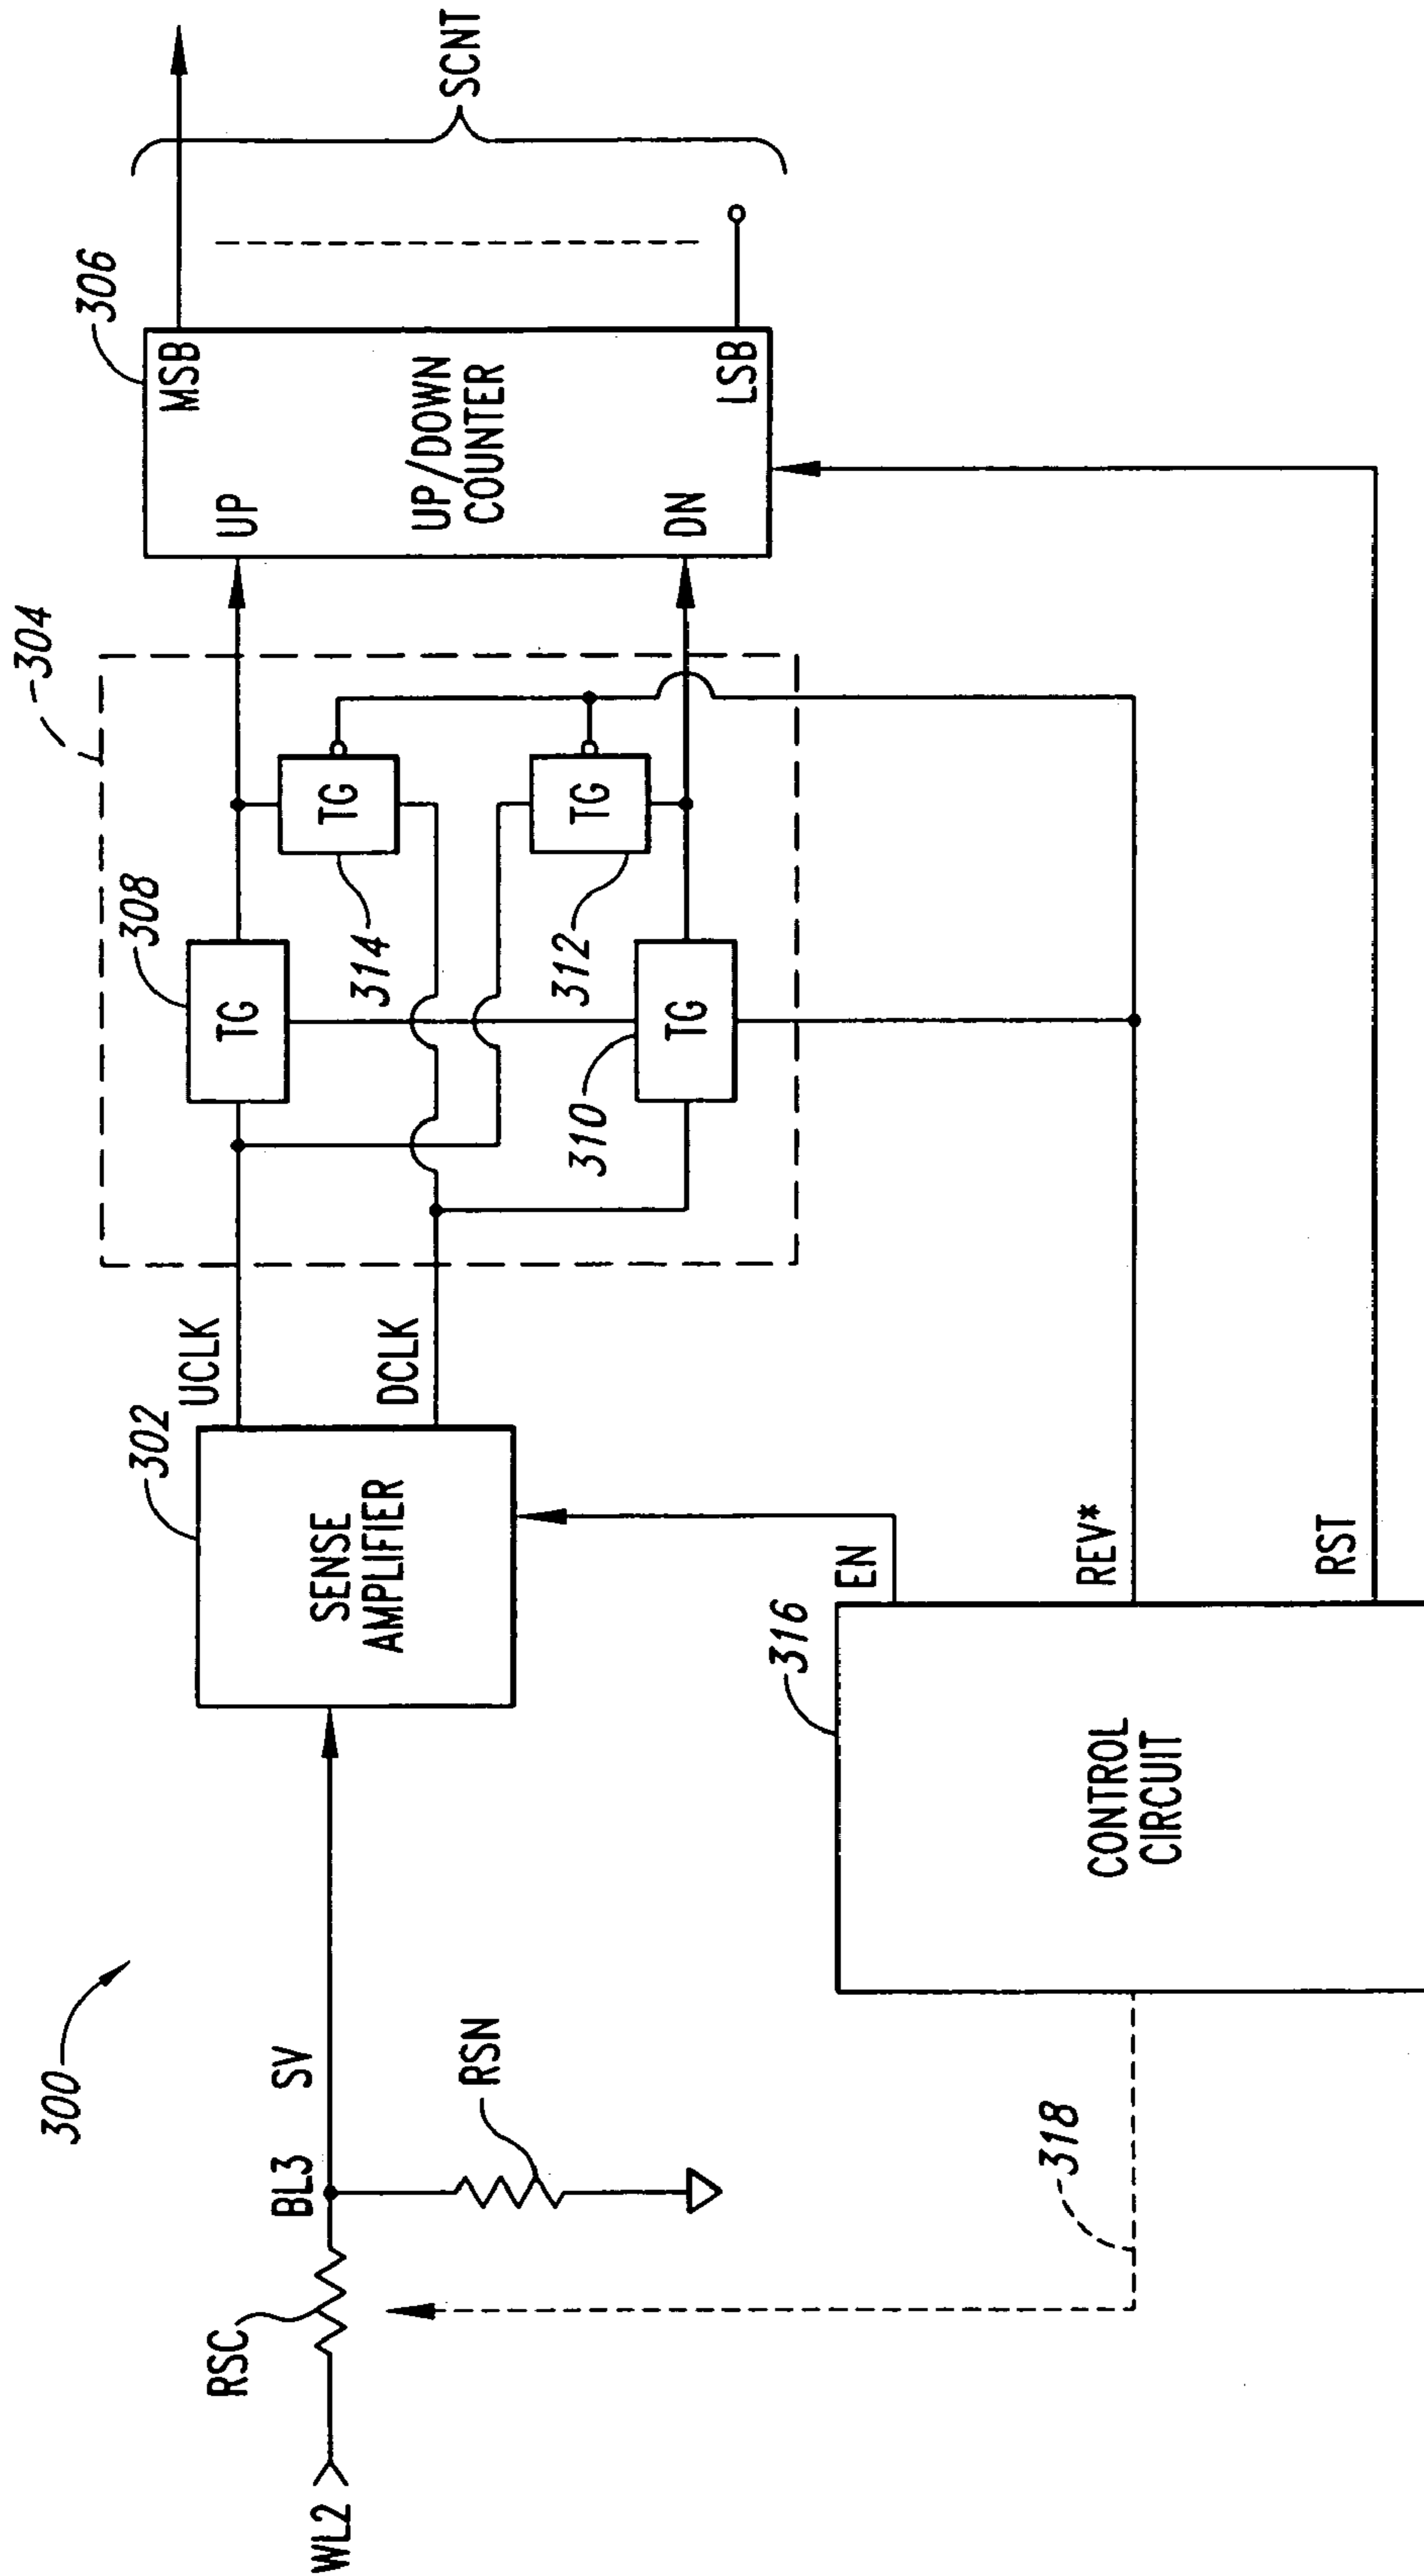 300
WL2
RSC
BL3
SV
RSN
302
SENSE
AMPLIFIER
UCLK
DCLK
304
308
TG
314
TG
312
TG
310
TG
306
UP
MSB
UP/DOWN
COUNTER
DN
LSB
SCNT
316
CONTROL
CIRCUIT
EN
REV*
RST
318